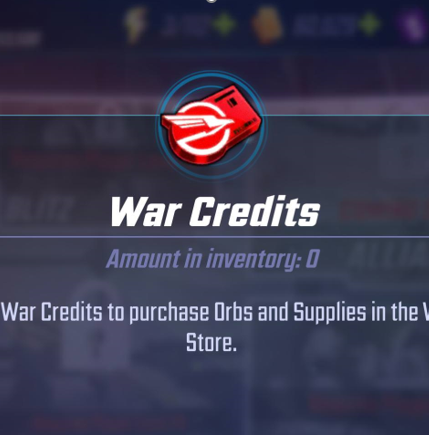 War Credits
Amount in inventory: 0
War Credits to purchase Orbs and Supplies in the
Store.